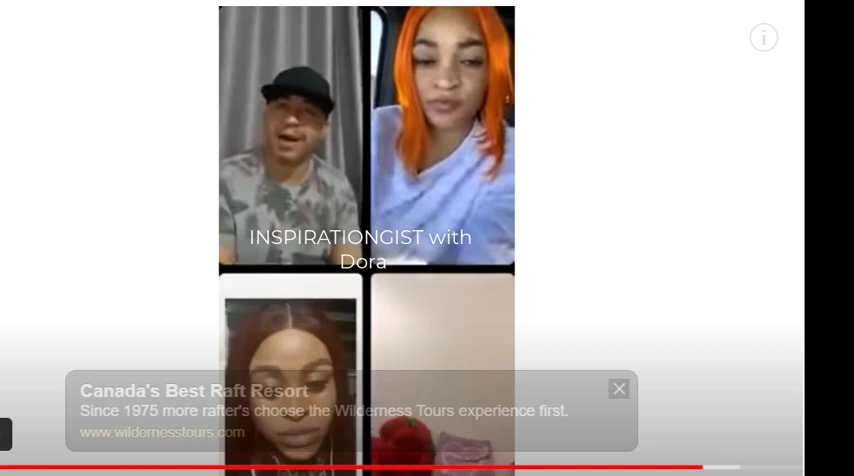 INSPIRATIONGIST with
Dora
Canada's Best Raft Resort
Since 1975 more rafter's choose the Wilderness Tours experience first.
www.wildernesstours.com